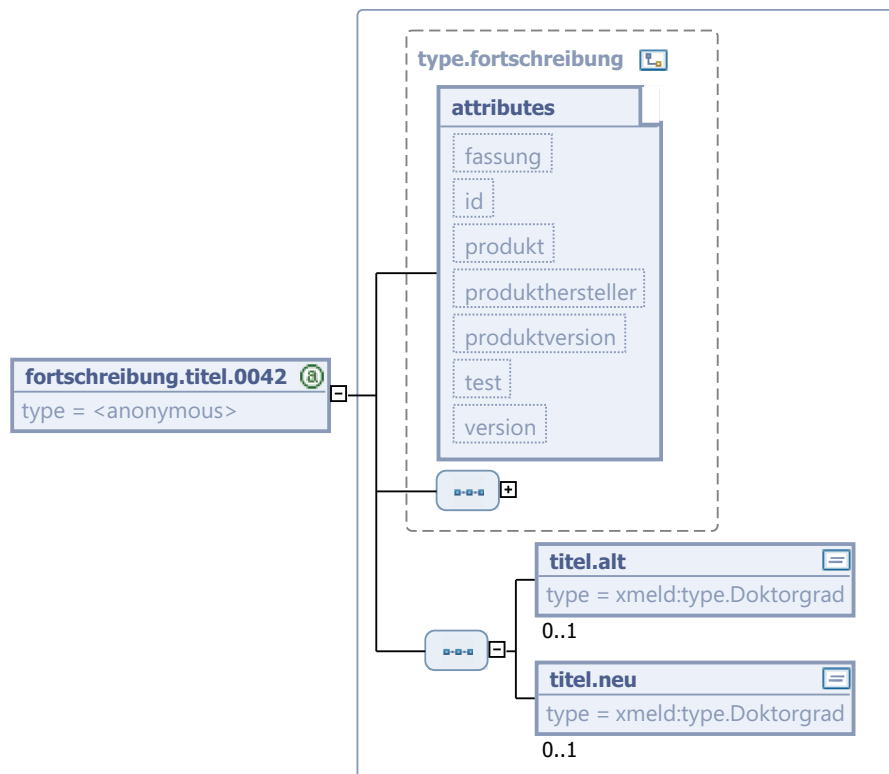 type.fortschreibung
attributes
fassung
id
produkt
produkthersteller
produktversion
test
version
fortschreibung.titel.0042 @
type = <anonymous>
titel.alt
type = xmeld:type.Doktorgrad
0..1
titel.neu
type = xmeld:type.Doktorgrad
0..1